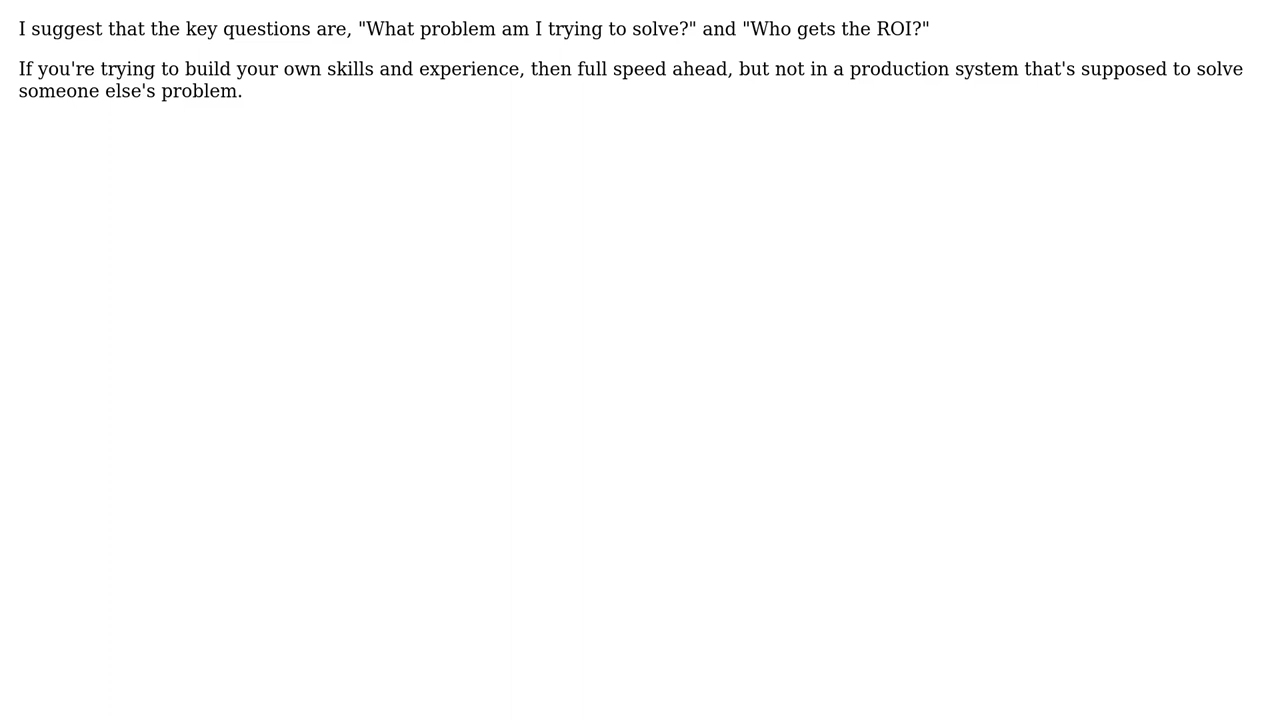 I suggest that the key questions are, "What problem am I trying to solve?" and "Who gets the ROI?"
If you're trying to build your own skills and experience, then full speed ahead, but not in a production system that's supposed to solve
someone else's problem.